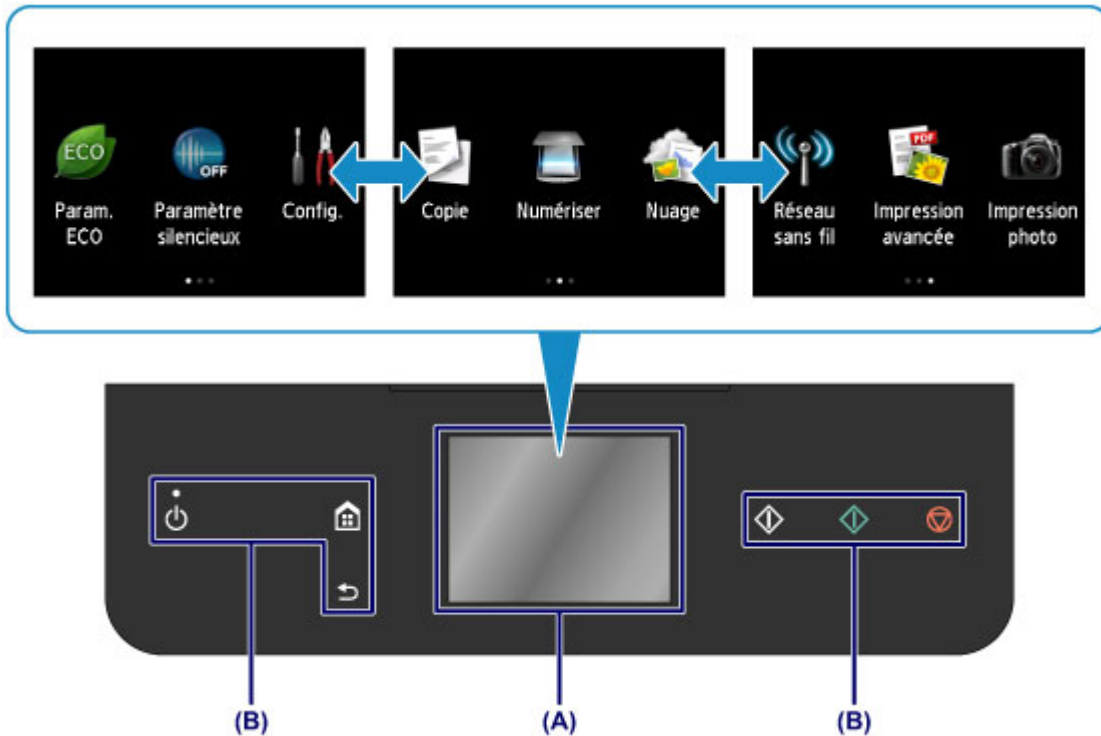 ECO
Param.
ECO
OFF
Paramètre
silencieux
Config.
Copie
Numériser
Nuage
Réseau
sans fil
PDF
Impression
avancée
Impression
photo
(B)
(A)
(B)